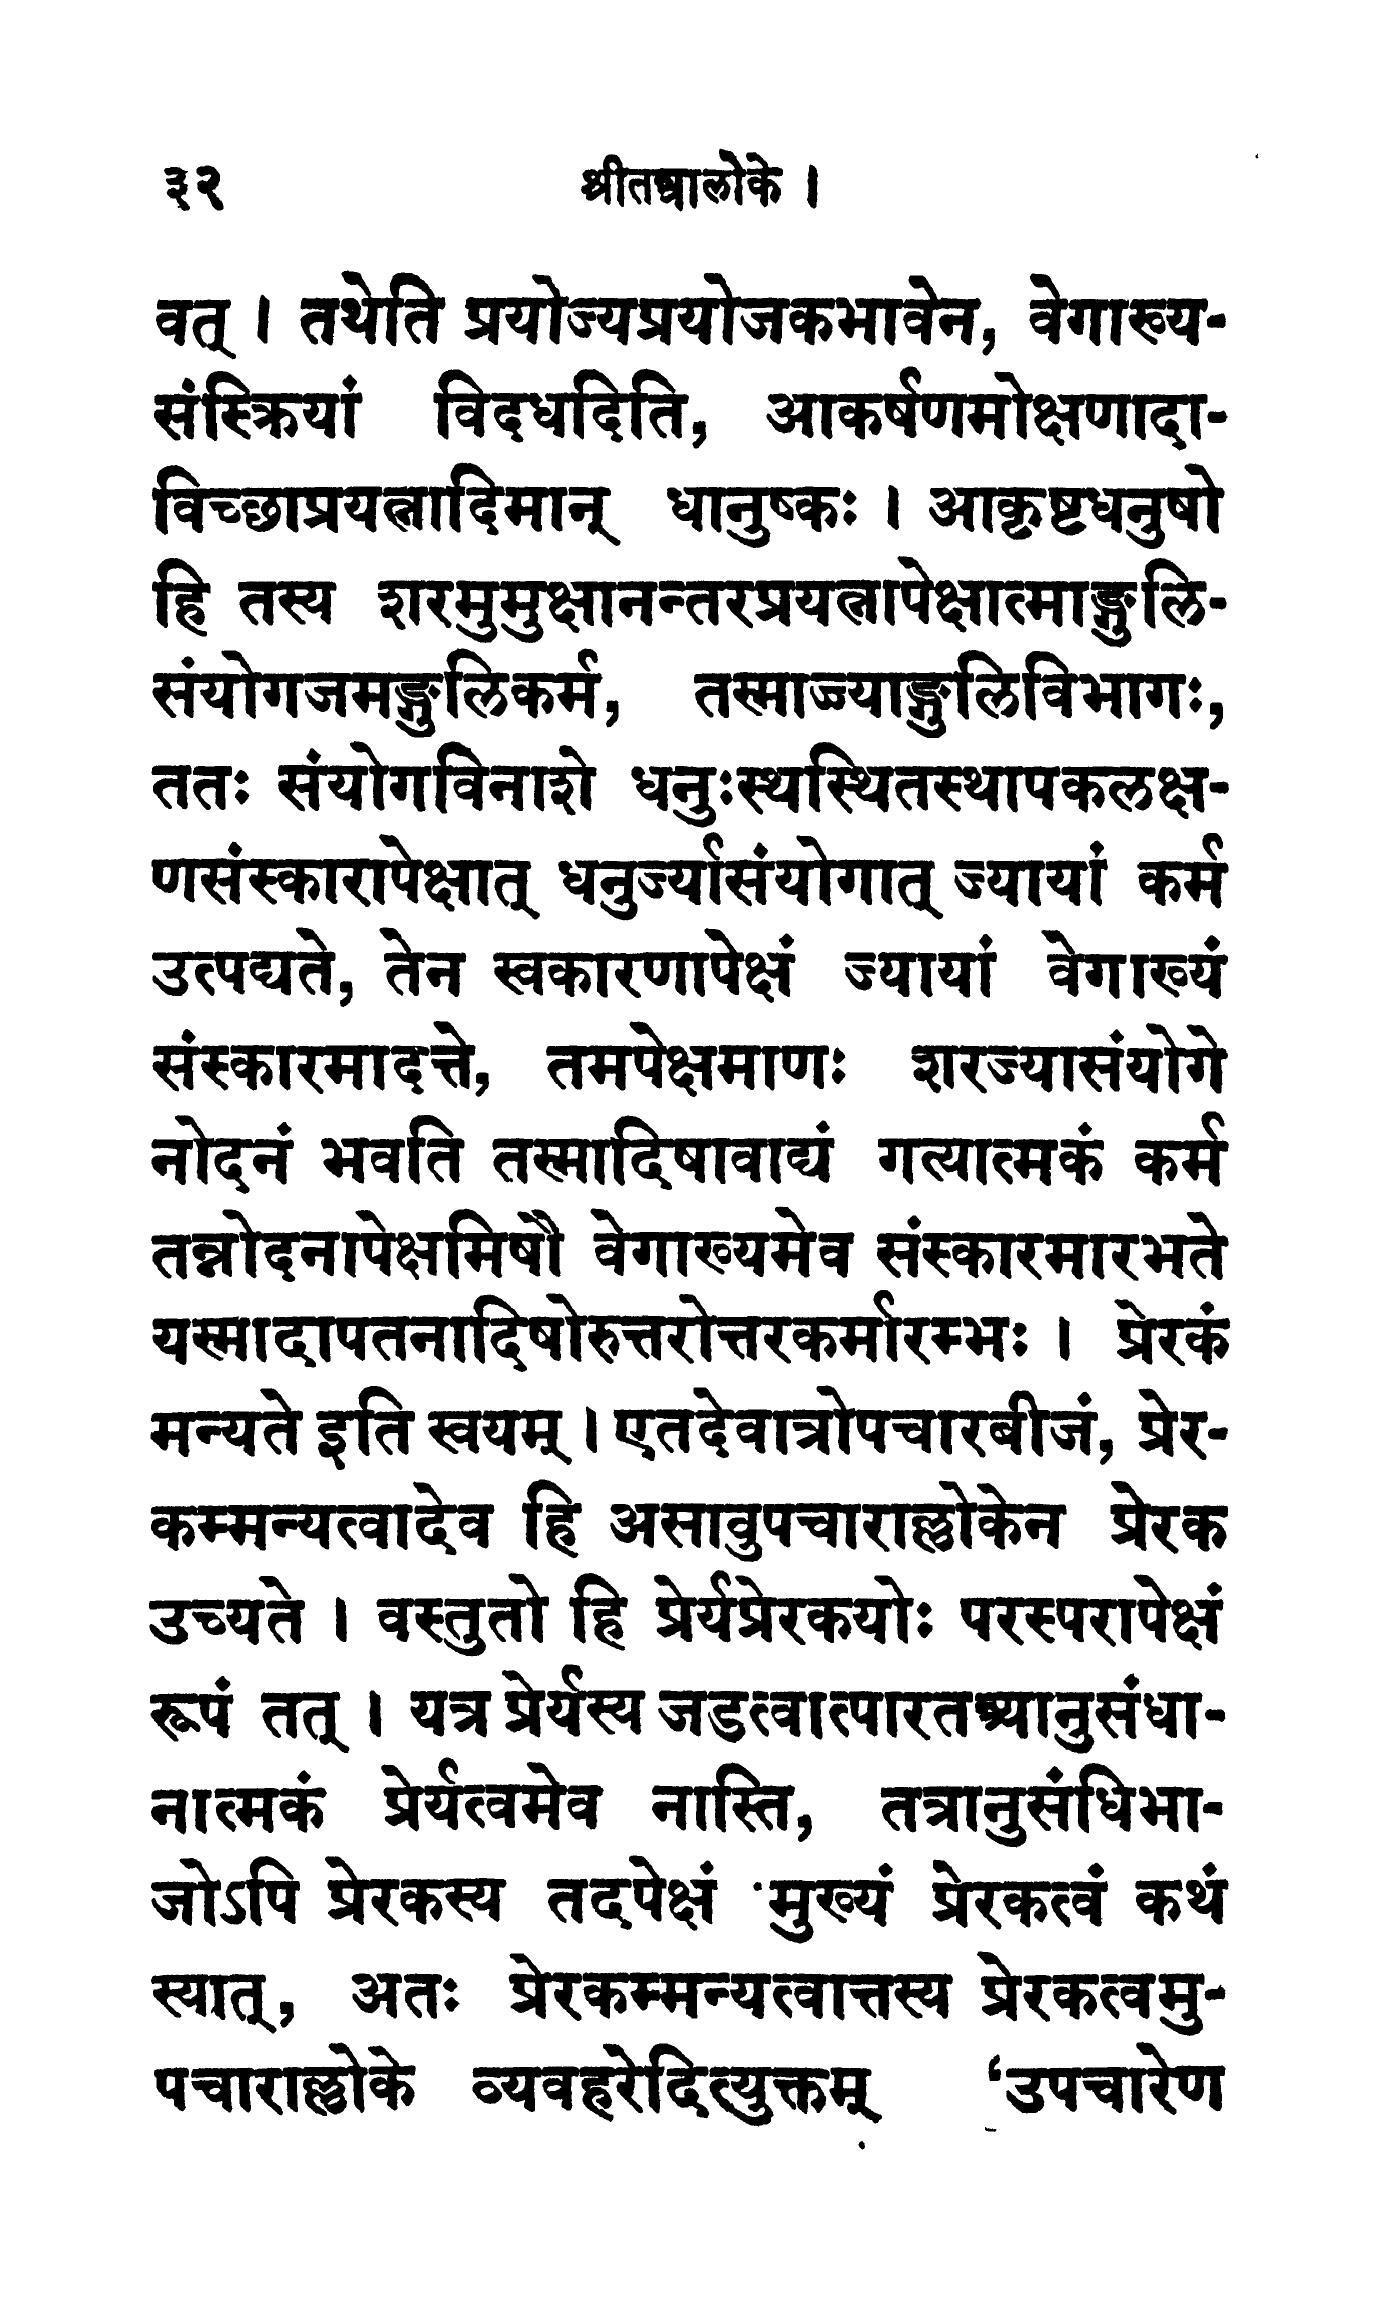 ३२ श्रीतन्त्रालोके ।
वत् । तथेति प्रयोज्यप्रयोजकभावेन, वेगाख्य-
संस्क्रियां विदधदिति, आकर्षणमोक्षणादा-
विच्छाप्रयत्नादिमान् धानुष्कः । आकृष्टधनुषो
हि तस्य शरमुमुक्षानन्तरप्रयत्नापेक्षात्माङ्गुलि-
संयोगजमङ्गुलिकर्म, तस्माज्ज्याङ्गुलिविभागः,
ततः संयोगविनाशे धनुःस्थस्थितस्थापकलक्ष-
णसंस्कारापेक्षात् धनुर्ज्यासंयोगात् ज्यायां कर्म
उत्पद्यते, तेन स्वकारणापेक्षं ज्यायां वेगाख्यं
संस्कारमादत्ते, तमपेक्षमाणः शरज्यासंयोगे
नोदनं भवति तस्मादिषावाद्यं गत्यात्मकं कर्म
तन्नोदनापेक्षमिषौ वेगाख्यमेव संस्कारमारभते
यस्मादापतनादिषोरुत्तरोत्तरकर्मारम्भः । प्रेरकं
मन्यते इति स्वयम् । एतदेवात्रोपचारबीजं, प्रेर-
कम्मन्यत्वादेव हि असावुपचाराल्लोकेन प्रेरक
उच्यते । वस्तुतो हि प्रेर्यप्रेरकयोः परस्परापेक्षं
रूपं तत् । यत्र प्रेर्यस्य जडत्वात्पारतन्त्र्यानुसंधा-
नात्मकं प्रेर्यत्वमेव नास्ति, तत्रानुसंधिभा-
जोऽपि प्रेरकस्य तदपेक्षं मुख्यं प्रेरकत्वं कथं
स्यात्, अतः प्रेरकम्मन्यत्वात्तस्य प्रेरकत्वमु-
पचाराल्लोके व्यवहरेदित्युक्तम् ‘उपचारेण